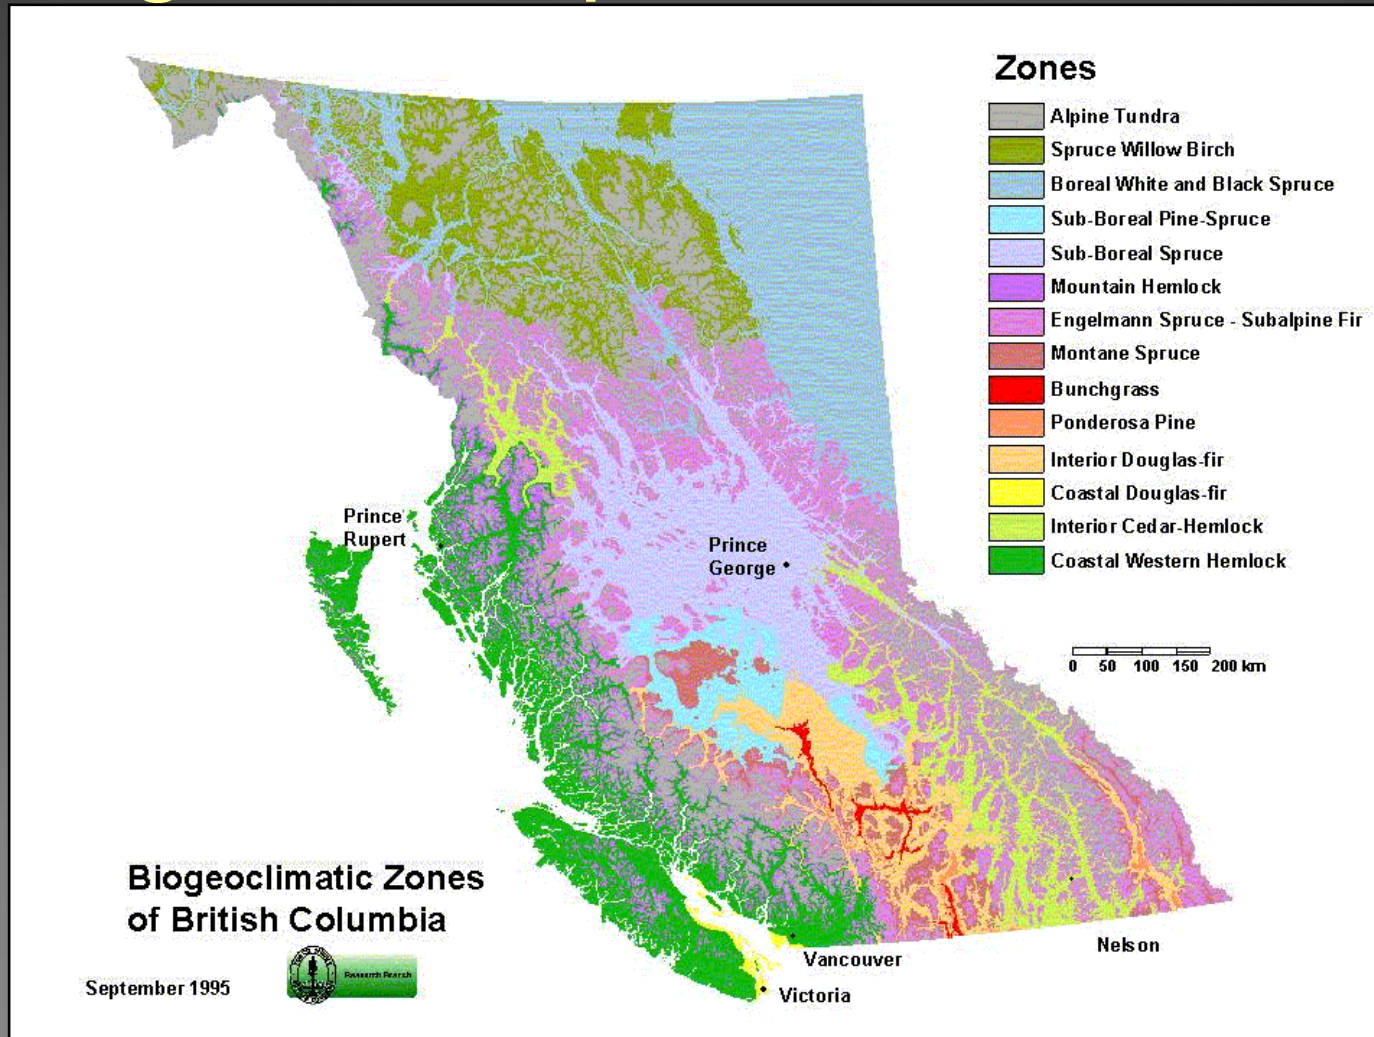 Zones
Alpine Tundra
Spruce Willow Birch
Boreal White and Black Spruce
Sub-Boreal Pine-Spruce
Sub-Boreal Spruce
Mountain Hemlock
Engelmann Spruce - Subalpine Fir
Montane Spruce
Bunchgrass
Ponderosa Pine
Interior Douglas-fir
Coastal Douglas-fir
Interior Cedar-Hemlock
Coastal Western Hemlock
Prince
Rupert
Prince
George
0 50 100 150 200 km
Biogeoclimatic Zones
of British Columbia
Nelson
Vancouver
Victoria
September 1995
Research Branch